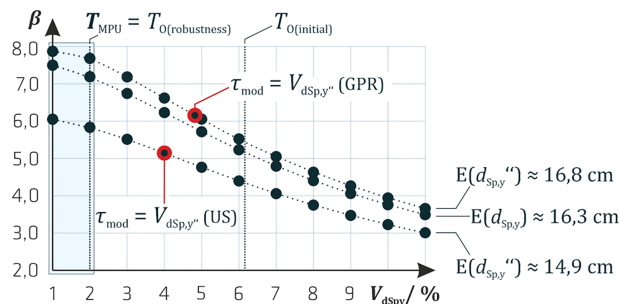 β
T_MPU = T_O(robustness)
T_O(initial)
8,0
7,0
6,0
5,0
4,0
3,0
2,0
τ_mod = V_dSp,y“ (GPR)
τ_mod = V_dSp,y“ (US)
E(d_Sp,y“) ≈ 16,8 cm
E(d_Sp,y) ≈ 16,3 cm
E(d_Sp,y“) ≈ 14,9 cm
1 2 3 4 5 6 7 8 9 V_dSpy / %